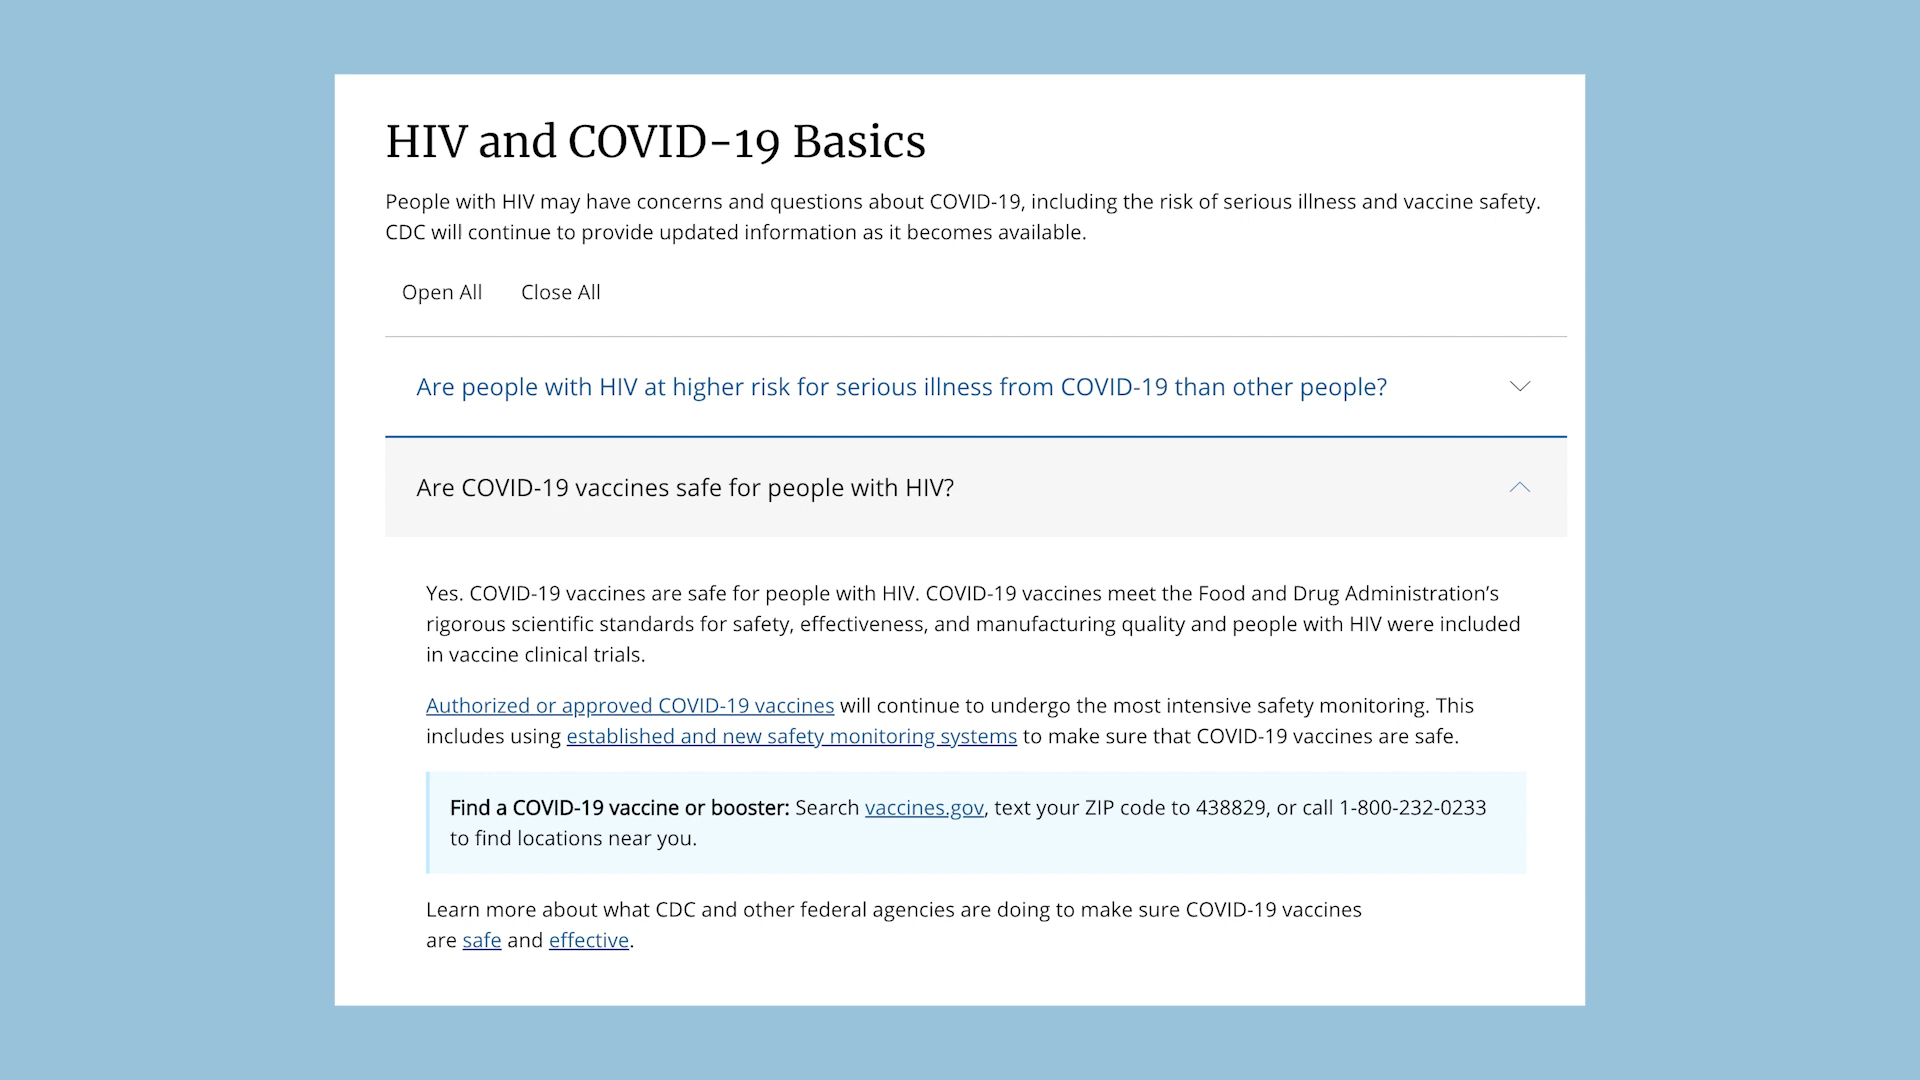 HIV and COVID-19 Basics
People with HIV may have concerns and questions about COVID-19, including the risk of serious illness and vaccine safety.
CDC will continue to provide updated information as it becomes available.
Open All Close All
Are people with HIV at higher risk for serious illness from COVID-19 than other people?
Are COVID-19 vaccines safe for people with HIV?
Yes. COVID-19 vaccines are safe for people with HIV. COVID-19 vaccines meet the Food and Drug Administration’s
rigorous scientific standards for safety, effectiveness, and manufacturing quality and people with HIV were included
in vaccine clinical trials.
Authorized or approved COVID-19 vaccines will continue to undergo the most intensive safety monitoring. This
includes using established and new safety monitoring systems to make sure that COVID-19 vaccines are safe.
Find a COVID-19 vaccine or booster: Search vaccines.gov, text your ZIP code to 438829, or call 1-800-232-0233
to find locations near you.
Learn more about what CDC and other federal agencies are doing to make sure COVID-19 vaccines
are safe and effective.